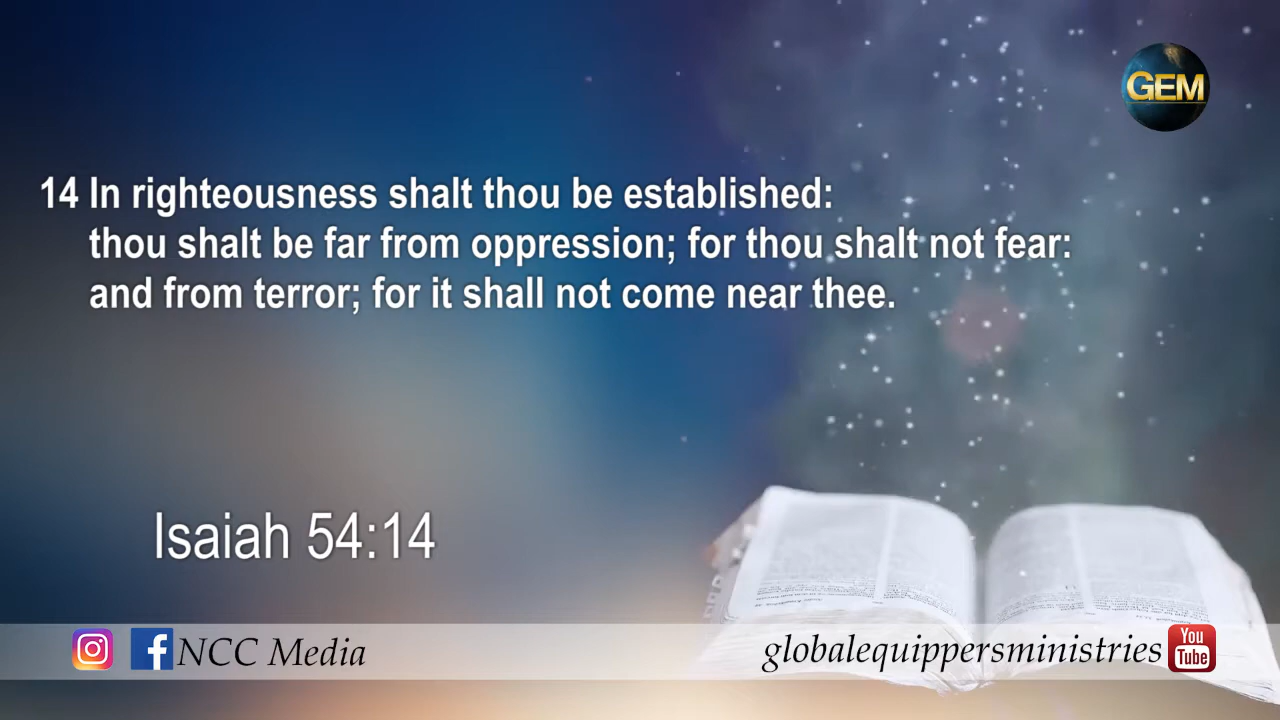 GEM
14 In righteousness shalt thou be established:
thou shalt be far from oppression; for thou shalt not fear:
and from terror; for it shall not come near thee.
Isaiah 54:14
NCC Media
globalequippersministries
You
Tube